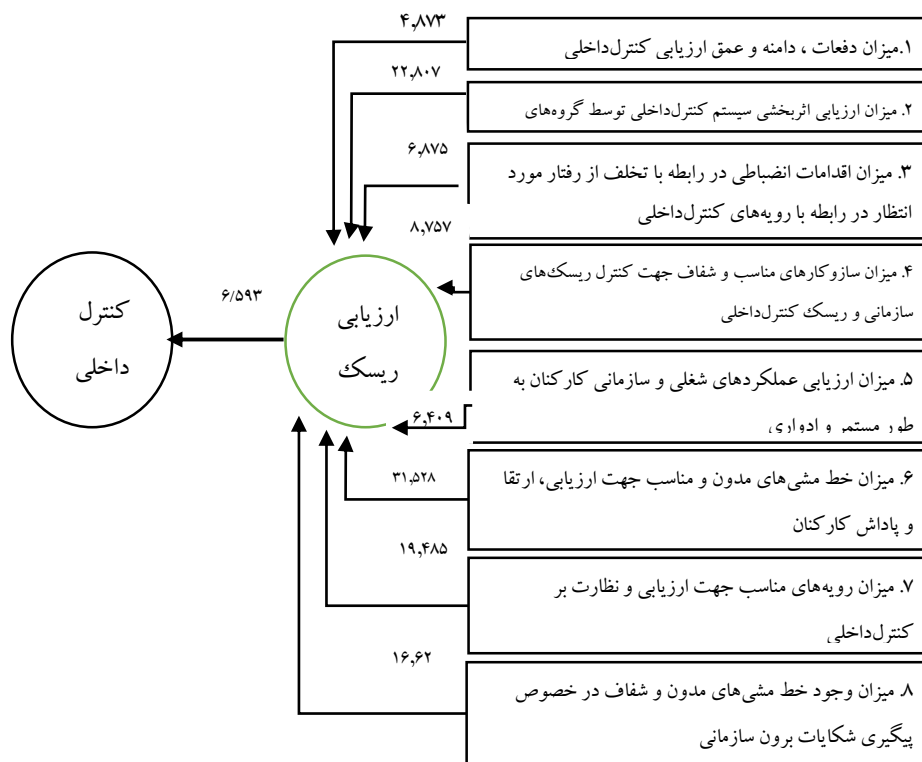 ۴,۸۷۳
۱.میزان دفعات ، دامنه و عمق ارزیابی کنترل‌داخلی
۲۲,۸۰۷
۲. میزان ارزیابی اثربخشی سیستم کنترل‌داخلی توسط گروه‌های
۶,۸۷۵
۳. میزان اقدامات انضباطی در رابطه با تخلف از رفتار مورد
انتظار در رابطه با رویه‌های کنترل‌داخلی
۸,۷۵۷
۴. میزان سازوکارهای مناسب و شفاف جهت کنترل ریسک‌های
سازمانی و ریسک کنترل‌داخلی
۶/۵۹۳
کنترل
داخلی
ارزیابی
ریسک
۵. میزان ارزیابی عملکردهای شغلی و سازمانی کارکنان به
طور مستمر و ادواری
۶,۴۰۹
۶. میزان خط مشی‌های مدون و مناسب جهت ارزیابی، ارتقا
و پاداش کارکنان
۳۱,۵۲۸
۱۹,۴۸۵
۷. میزان رویه‌های مناسب جهت ارزیابی و نظارت بر
کنترل‌داخلی
۱۶,۶۲
۸. میزان وجود خط مشی‌های مدون و شفاف در خصوص
پیگیری شکایات برون سازمانی